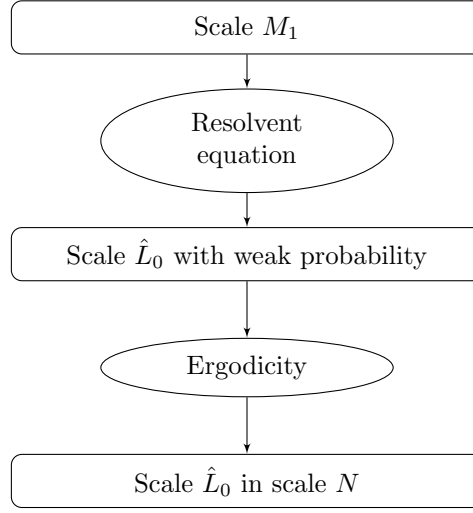 Scale $M_1$
Resolvent
equation
Scale $\hat{L}_0$ with weak probability
Ergodicity
Scale $\hat{L}_0$ in scale $N$